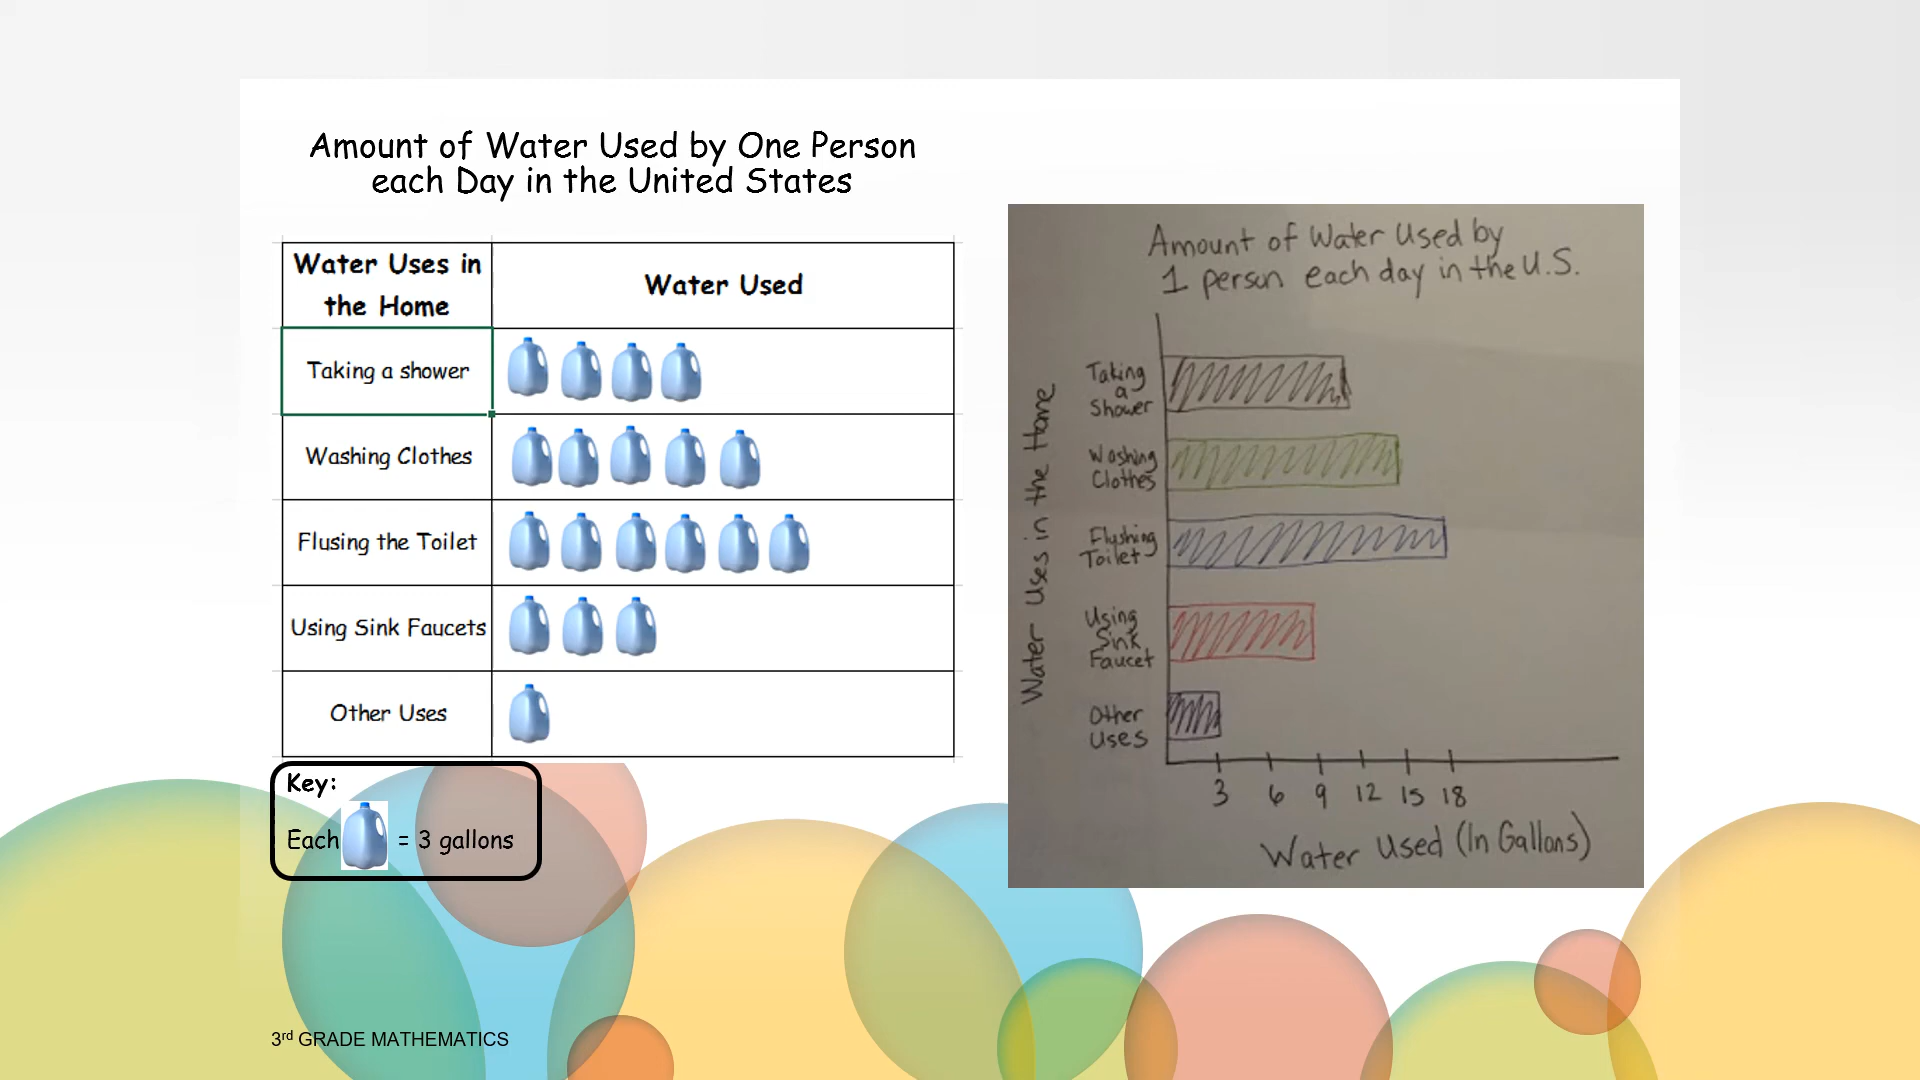 Amount of Water Used by One Person
each Day in the United States
Water Uses in
the Home
Water Used
Taking a shower
Washing Clothes
Flusing the Toilet
Using Sink Faucets
Other Uses
Key:
Each = 3 gallons
Amount of Water Used by
1 person each day in the U.S.
Water Uses in the Home
Taking
a
Shower
Washing
Clothes
Flushing
Toilet
Using
Sink
Faucet
Other
Uses
3 6 9 12 15 18
Water Used (In Gallons)
3rd GRADE MATHEMATICS